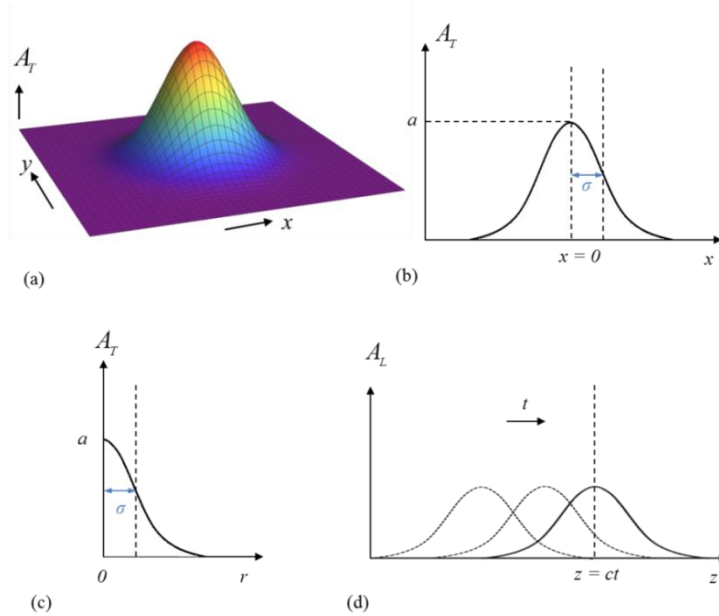 A_T
y
x
(a)
A_T
a
σ
x = 0
x
(b)
A_T
a
σ
0
r
(c)
A_L
t
z = ct
z
(d)